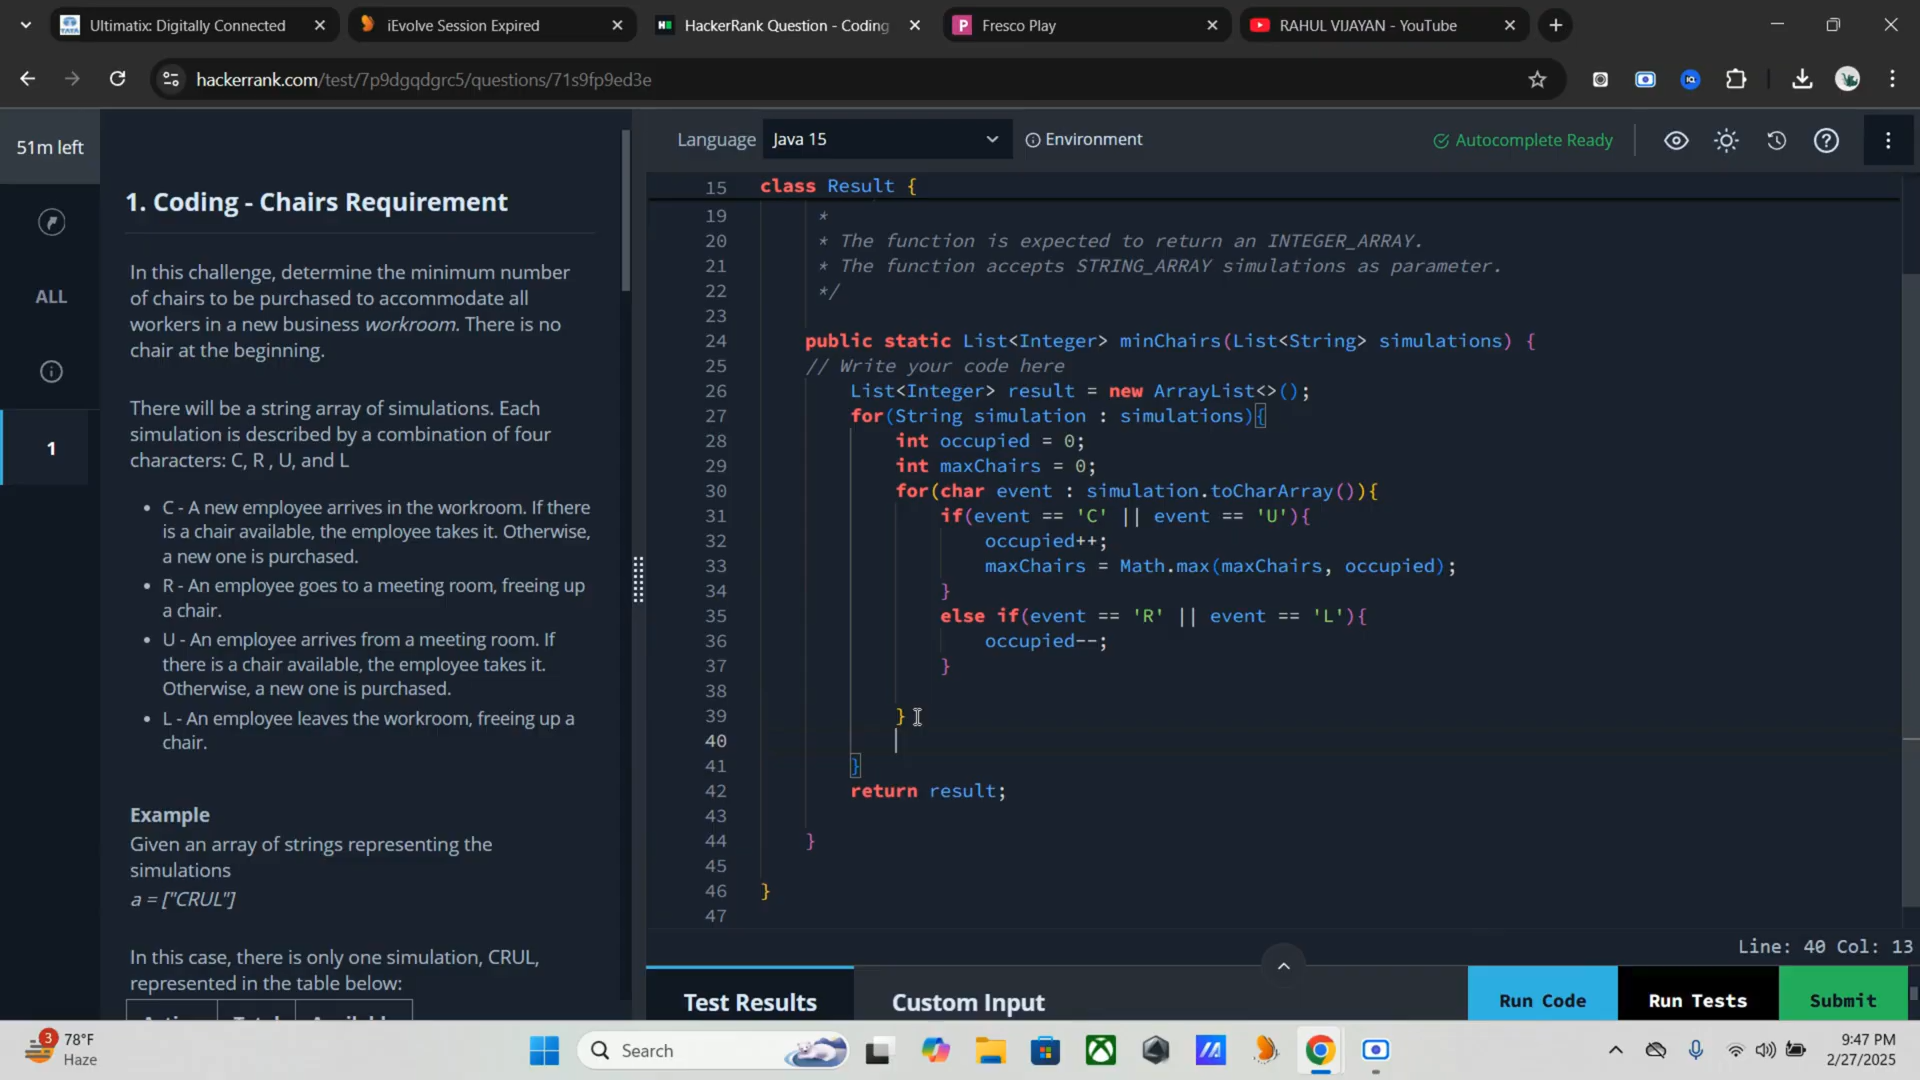 Ultimatix: Digitally Connected
iEvolve Session Expired
HackerRank Question - Coding
Fresco Play
RAHUL VIJAYAN - YouTube
hackerrank.com/test/7p9dgqdgrc5/questions/71s9fp9ed3e
51m left
Language
Java 15
Environment
Autocomplete Ready
ALL
1
1. Coding - Chairs Requirement
In this challenge, determine the minimum number
of chairs to be purchased to accommodate all
workers in a new business workroom. There is no
chair at the beginning.
There will be a string array of simulations. Each
simulation is described by a combination of four
characters: C, R , U, and L
• C - A new employee arrives in the workroom. If there
is a chair available, the employee takes it. Otherwise,
a new one is purchased.
• R - An employee goes to a meeting room, freeing up
a chair.
• U - An employee arrives from a meeting room. If
there is a chair available, the employee takes it.
Otherwise, a new one is purchased.
• L - An employee leaves the workroom, freeing up a
chair.
Example
Given an array of strings representing the
simulations
a = ["CRUL"]
In this case, there is only one simulation, CRUL,
represented in the table below:
15 class Result {
19 *
20 * The function is expected to return an INTEGER_ARRAY.
21 * The function accepts STRING_ARRAY simulations as parameter.
22 */
23
24 public static List<Integer> minChairs(List<String> simulations) {
25 // Write your code here
26 List<Integer> result = new ArrayList<>();
27 for(String simulation : simulations){
28 int occupied = 0;
29 int maxChairs = 0;
30 for(char event : simulation.toCharArray()){
31 if(event == 'C' || event == 'U'){
32 occupied++;
33 maxChairs = Math.max(maxChairs, occupied);
34 }
35 else if(event == 'R' || event == 'L'){
36 occupied--;
37 }
38
39 }
40
41 }
42 return result;
43
44 }
45
46 }
47
Line: 40 Col: 13
Test Results
Custom Input
Run Code
Run Tests
Submit
3
78°F
Haze
Search
9:47 PM
2/27/2025